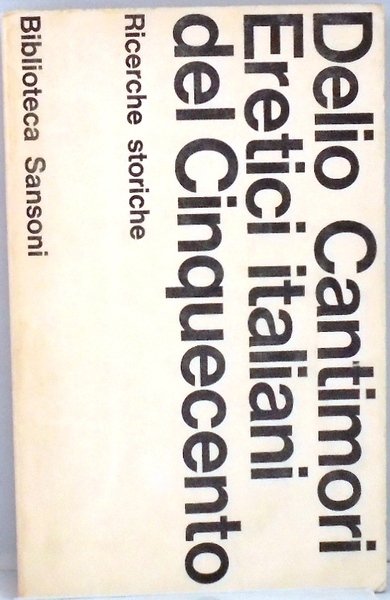 Delio Cantimori
Eretici italiani
del Cinquecento
Ricerche storiche
Biblioteca Sansoni